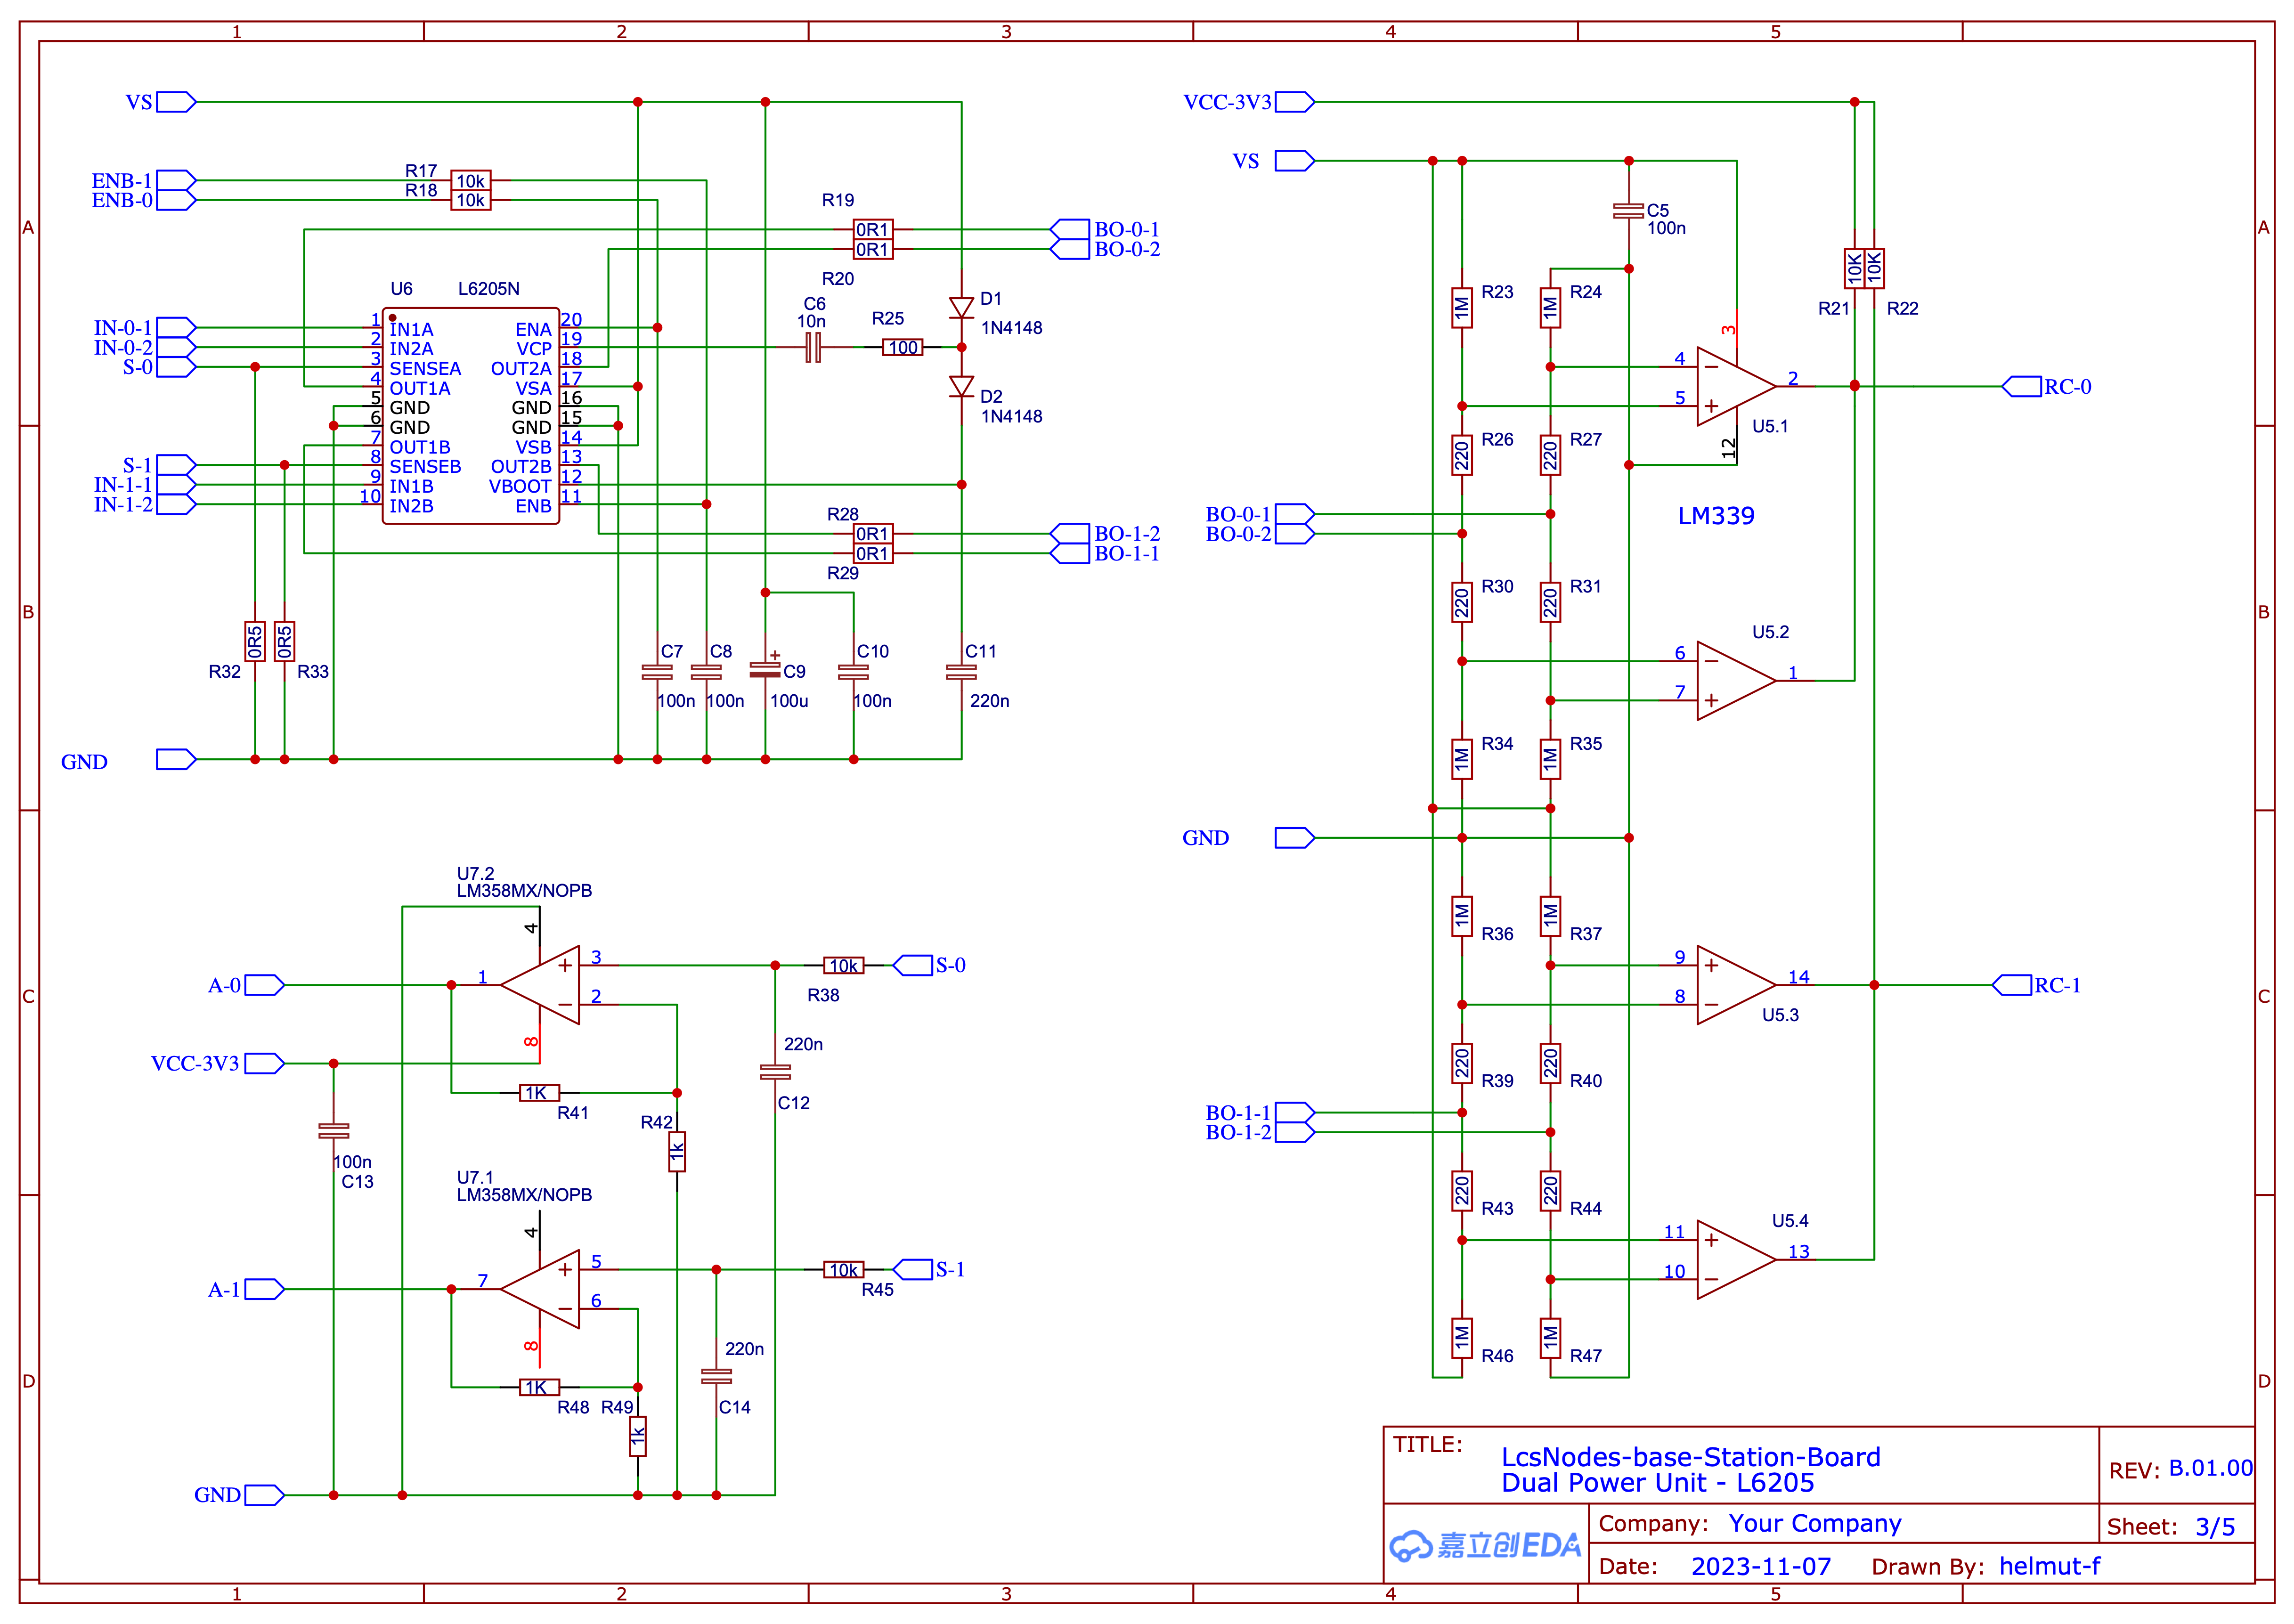 1 2 3 4 5
A
B
C
D
VS
ENB-1
ENB-0
R17 10k
R18 10k
R19
0R1 BO-0-1
0R1 BO-0-2
R20
U6 L6205N
C6
10n
R25
100
D1
1N4148
D2
1N4148
IN-0-1
IN-0-2
S-0
S-1
IN-1-1
IN-1-2
1 IN1A
2 IN2A
3 SENSEA
4 OUT1A
5 GND
6 GND
7 OUT1B
8 SENSEB
9 IN1B
10 IN2B
ENA 20
VCP 19
OUT2A 18
VSA 17
GND 16
GND 15
VSB 14
OUT2B 13
VBOOT 12
ENB 11
R28
0R1 BO-1-2
0R1 BO-1-1
R29
0R5
R32
0R5
R33
C7
100n
C8
100n
+
C9
100u
C10
100n
C11
220n
GND
U7.2
LM358MX/NOPB
4
+ 3
− 2
1
8
A-0
10k
R38
S-0
VCC-3V3
1K
R41
R42
1k
220n
C12
100n
C13
U7.1
LM358MX/NOPB
4
+ 5
− 6
7
8
A-1
10k
R45
S-1
1K
R48
R49
1k
220n
C14
GND
VCC-3V3
VS
C5
100n
10K 10K
R21 R22
1M R23
1M R24
3
4 −
5 +
2
U5.1
12
RC-0
220 R26
220 R27
LM339
BO-0-1
BO-0-2
220 R30
220 R31
U5.2
6 −
7 +
1
1M R34
1M R35
GND
1M R36
1M R37
9 +
8 −
14
U5.3
RC-1
220 R39
220 R40
BO-1-1
BO-1-2
220 R43
220 R44
U5.4
11 +
10 −
13
1M R46
1M R47
TITLE:
LcsNodes-base-Station-Board
Dual Power Unit - L6205
REV: B.01.00
嘉立创EDA
Company: Your Company
Sheet: 3/5
Date: 2023-11-07 Drawn By: helmut-f
A
B
C
D
1 2 3 4 5